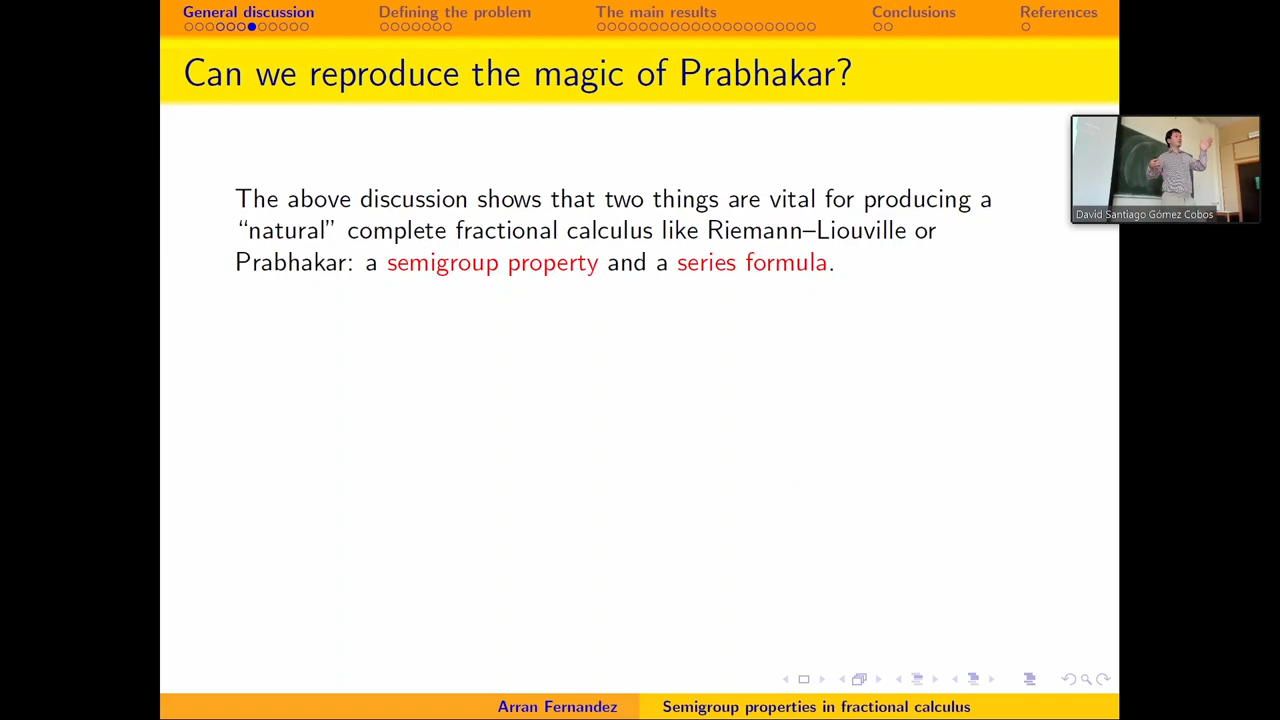 General discussion
Defining the problem
The main results
Conclusions
References
Can we reproduce the magic of Prabhakar?
The above discussion shows that two things are vital for producing a
“natural” complete fractional calculus like Riemann–Liouville or
Prabhakar: a semigroup property and a series formula.
David Santiago Gómez Cobos
Arran Fernandez
Semigroup properties in fractional calculus